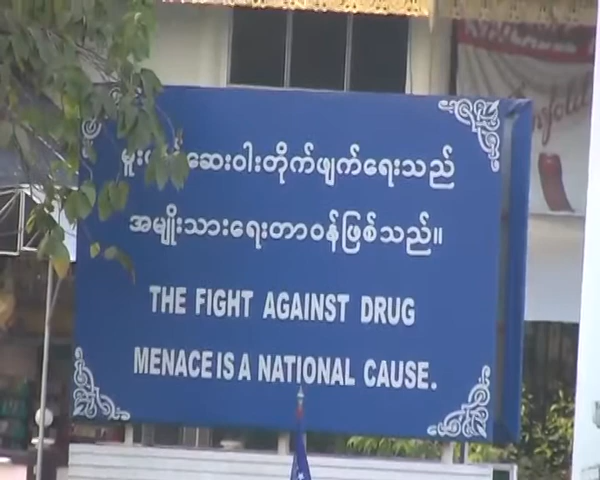 ဆေးဝါးတိုက်ဖျက်ရေးသည်
အမျိုးသားရေးတာဝန်ဖြစ်သည်။
THE FIGHT AGAINST DRUG
MENACE IS A NATIONAL CAUSE.